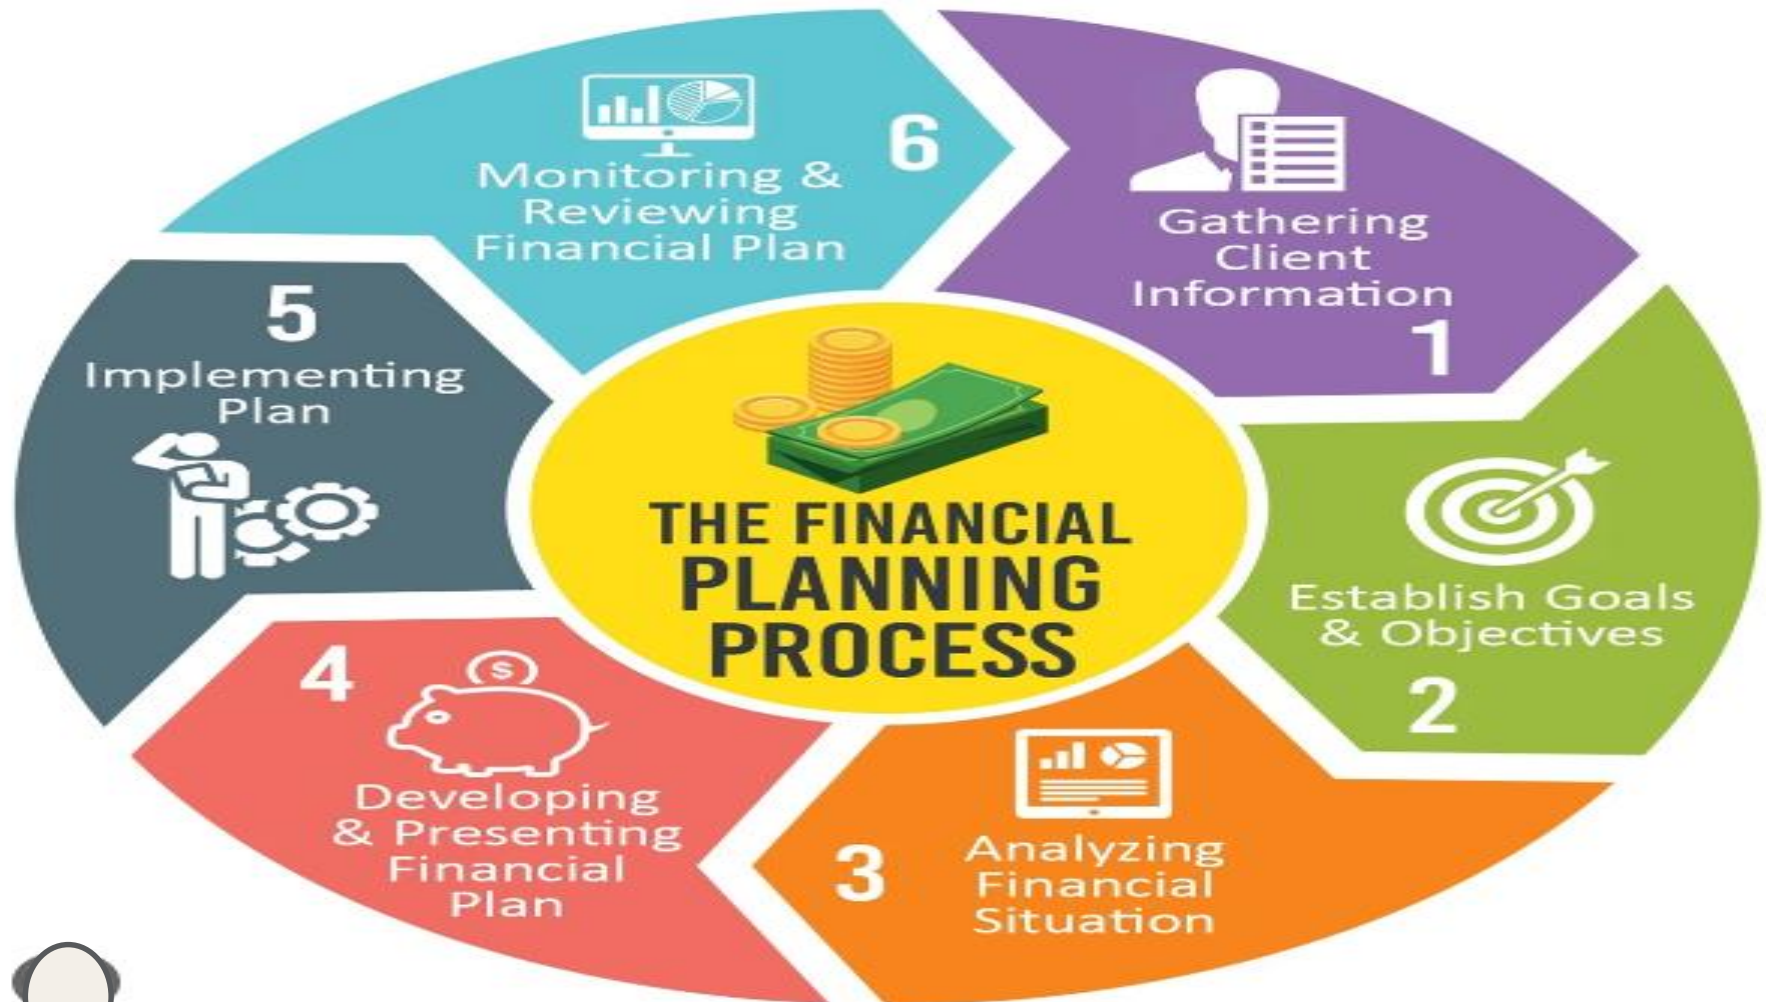 THE FINANCIAL
PLANNING
PROCESS
Gathering
Client
Information
1
Establish Goals
& Objectives
2
3
Analyzing
Financial
Situation
4
$
Developing
& Presenting
Financial
Plan
5
Implementing
Plan
6
Monitoring &
Reviewing
Financial Plan